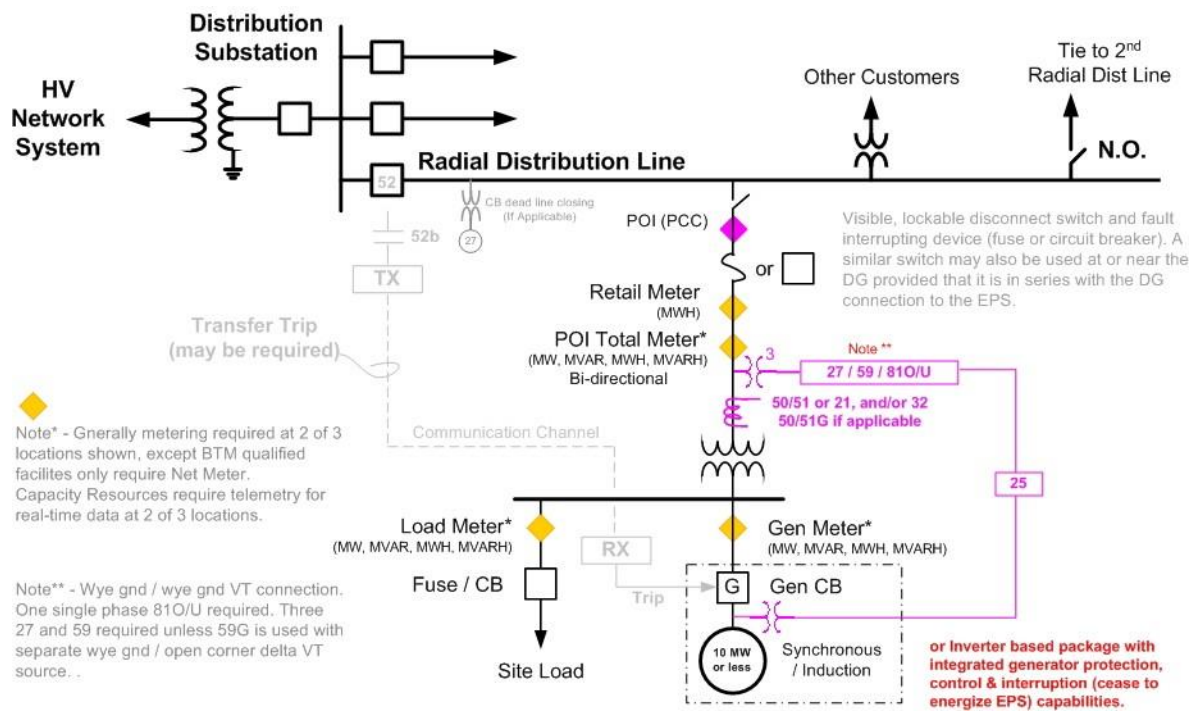 Distribution
Substation
HV
Network
System
Other Customers
Tie to 2nd
Radial Dist Line
N.O.
Radial Distribution Line
52
CB dead line closing
(If Applicable)
27
52b
TX
POI (PCC)
Visible, lockable disconnect switch and fault
interrupting device (fuse or circuit breaker). A
similar switch may also be used at or near the
DG provided that it is in series with the DG
connection to the EPS.
or
Retail Meter
(MWH)
Transfer Trip
(may be required)
POI Total Meter*
(MW, MVAR, MWH, MVARH)
Bi-directional
3
Note **
27 / 59 / 81O/U
50/51 or 21, and/or 32
50/51G if applicable
Note* - Gnerally metering required at 2 of 3
locations shown, except BTM qualified
facilites only require Net Meter.
Capacity Resources require telemetry for
real-time data at 2 of 3 locations.
Communication Channel
25
Load Meter*
(MW, MVAR, MWH, MVARH)
RX
Gen Meter*
(MW, MVAR, MWH, MVARH)
Fuse / CB
Trip
G
Gen CB
Note** - Wye gnd / wye gnd VT connection.
One single phase 81O/U required. Three
27 and 59 required unless 59G is used with
separate wye gnd / open corner delta VT
source. .
10 MW
or less
Synchronous
/ Induction
Site Load
or Inverter based package with
integrated generator protection,
control & interruption (cease to
energize EPS) capabilities.